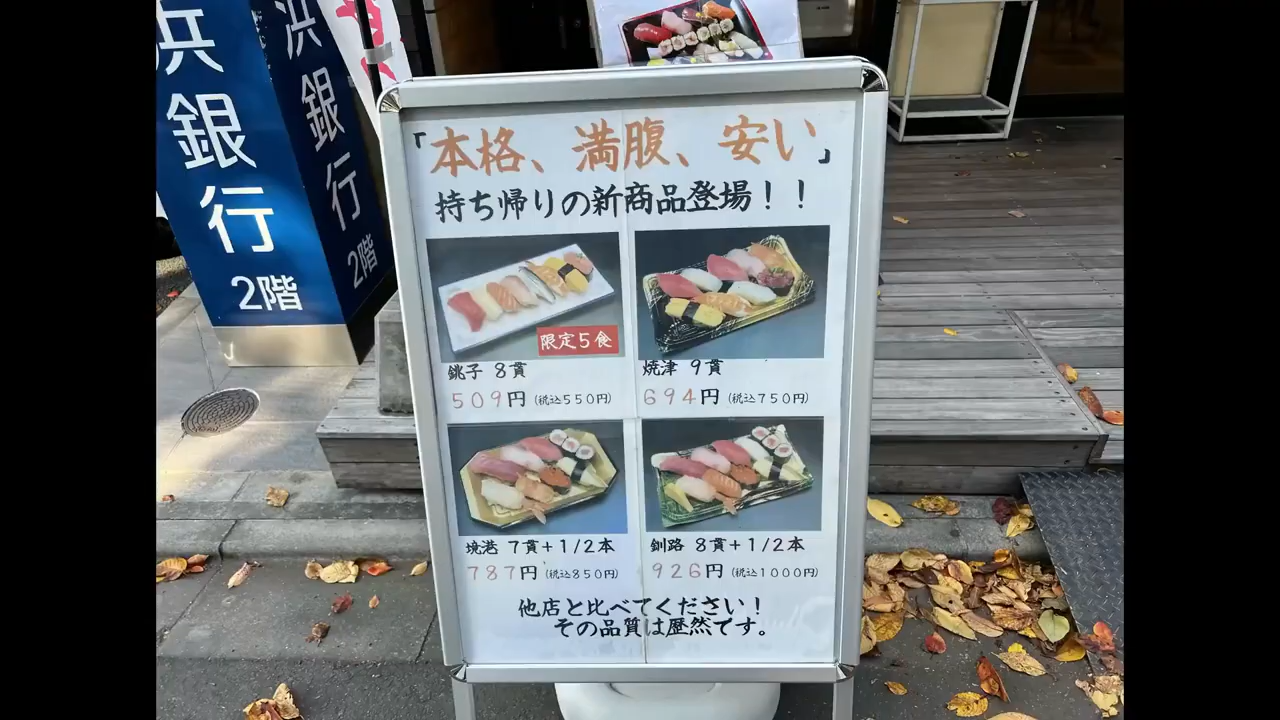 浜銀行
2階
浜銀行
2階
「本格、満腹、安い」
持ち帰りの新商品登場！！
限定5食
銚子 8貫
509円(税込550円)
焼津 9貫
694円(税込750円)
境港 7貫+1/2本
787円(税込850円)
釧路 8貫+1/2本
926円(税込1000円)
他店と比べてください！
その品質は歴然です。